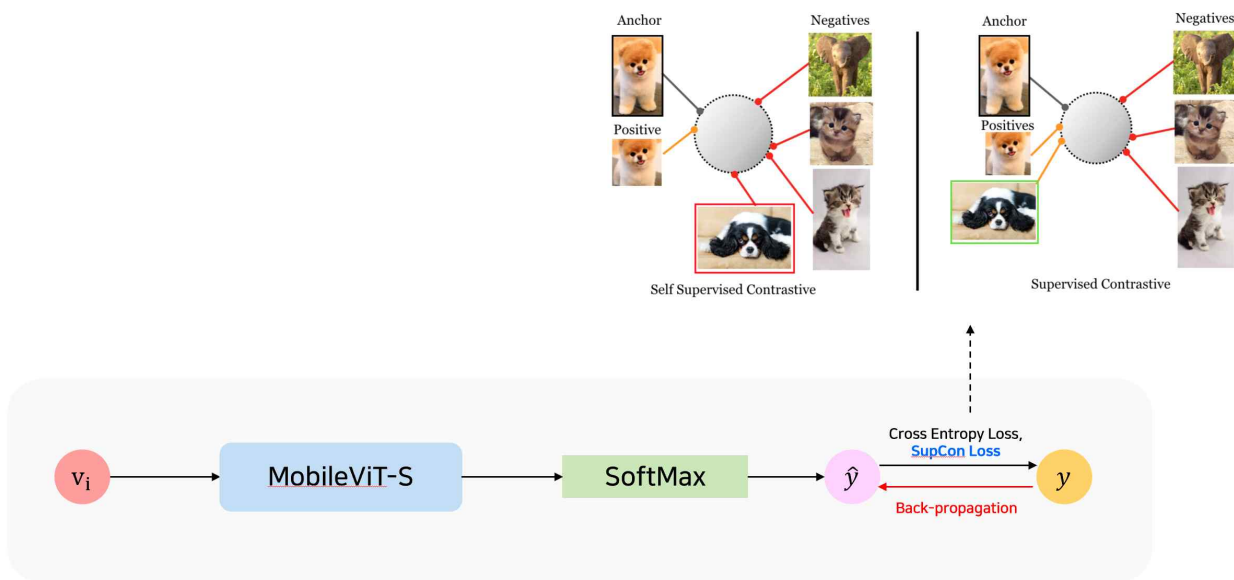 Anchor
Negatives
Positive
Self Supervised Contrastive
Anchor
Negatives
Positives
Supervised Contrastive
v_i
MobileViT-S
SoftMax
ŷ
Cross Entropy Loss,
SupCon Loss
Back-propagation
y